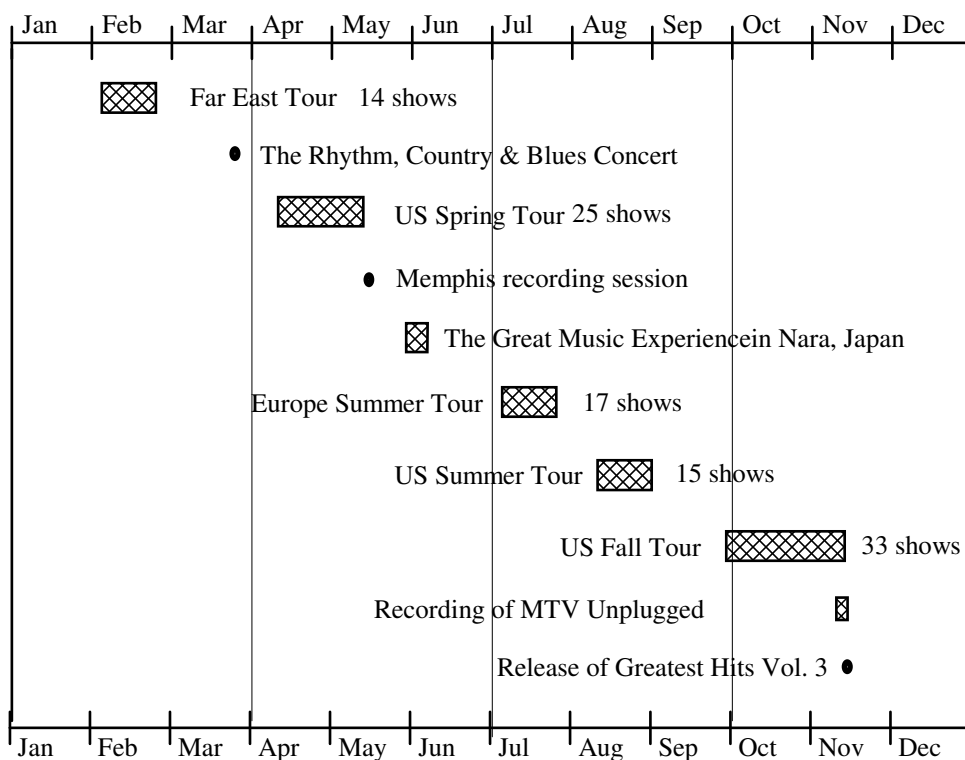 Jan Feb Mar Apr May Jun Jul Aug Sep Oct Nov Dec
Far East Tour 14 shows
The Rhythm, Country & Blues Concert
US Spring Tour 25 shows
Memphis recording session
The Great Music Experiencein Nara, Japan
Europe Summer Tour 17 shows
US Summer Tour 15 shows
US Fall Tour 33 shows
Recording of MTV Unplugged
Release of Greatest Hits Vol. 3
Jan Feb Mar Apr May Jun Jul Aug Sep Oct Nov Dec